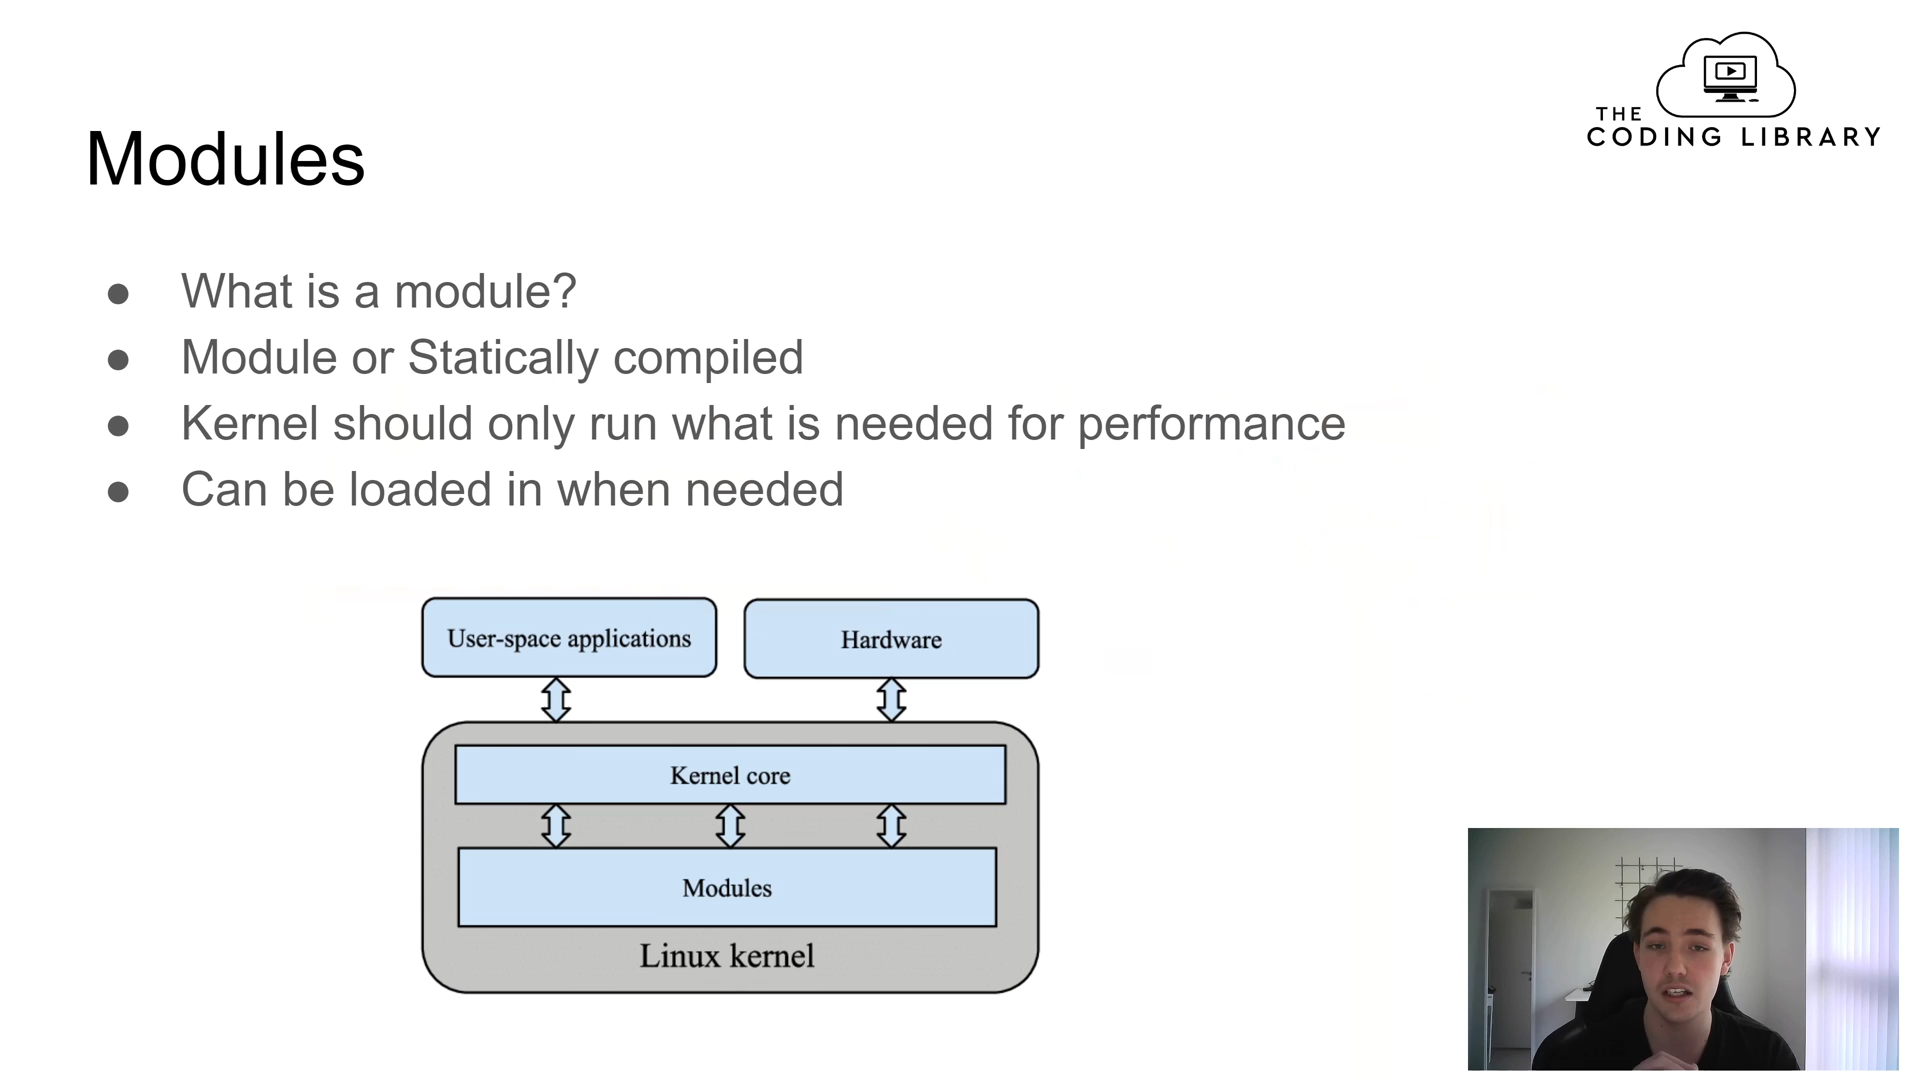 THE
CODING LIBRARY
Modules
● What is a module?
● Module or Statically compiled
● Kernel should only run what is needed for performance
● Can be loaded in when needed
User-space applications
Hardware
Kernel core
Modules
Linux kernel